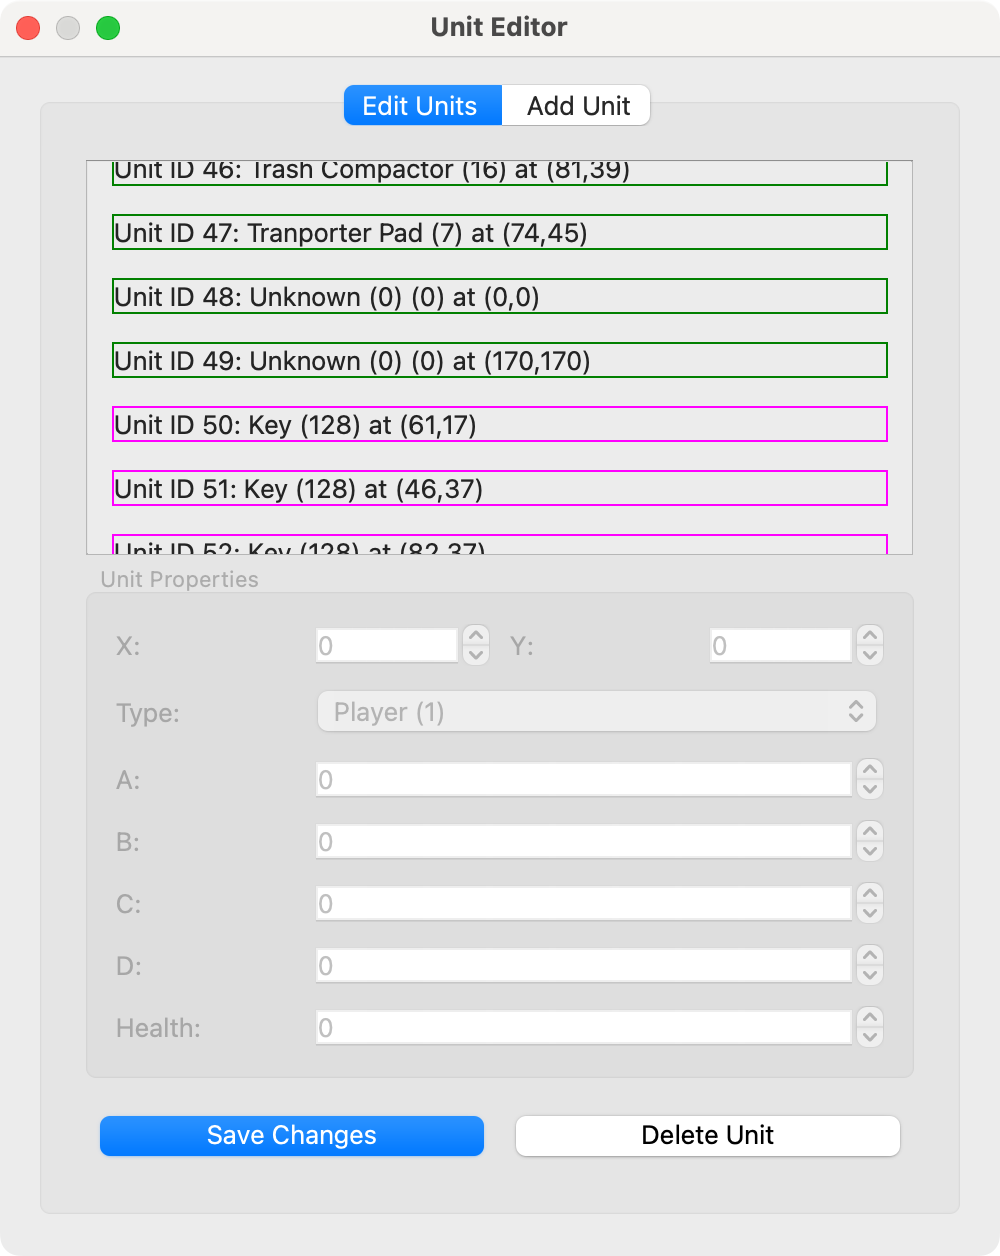 Unit Editor
Edit Units Add Unit
Unit ID 46: Trash Compactor (16) at (81,39)
Unit ID 47: Tranporter Pad (7) at (74,45)
Unit ID 48: Unknown (0) (0) at (0,0)
Unit ID 49: Unknown (0) (0) at (170,170)
Unit ID 50: Key (128) at (61,17)
Unit ID 51: Key (128) at (46,37)
Unit ID 52: Key (128) at (82,37)
Unit Properties
X: 0 Y: 0
Type: Player (1)
A: 0
B: 0
C: 0
D: 0
Health: 0
Save Changes Delete Unit